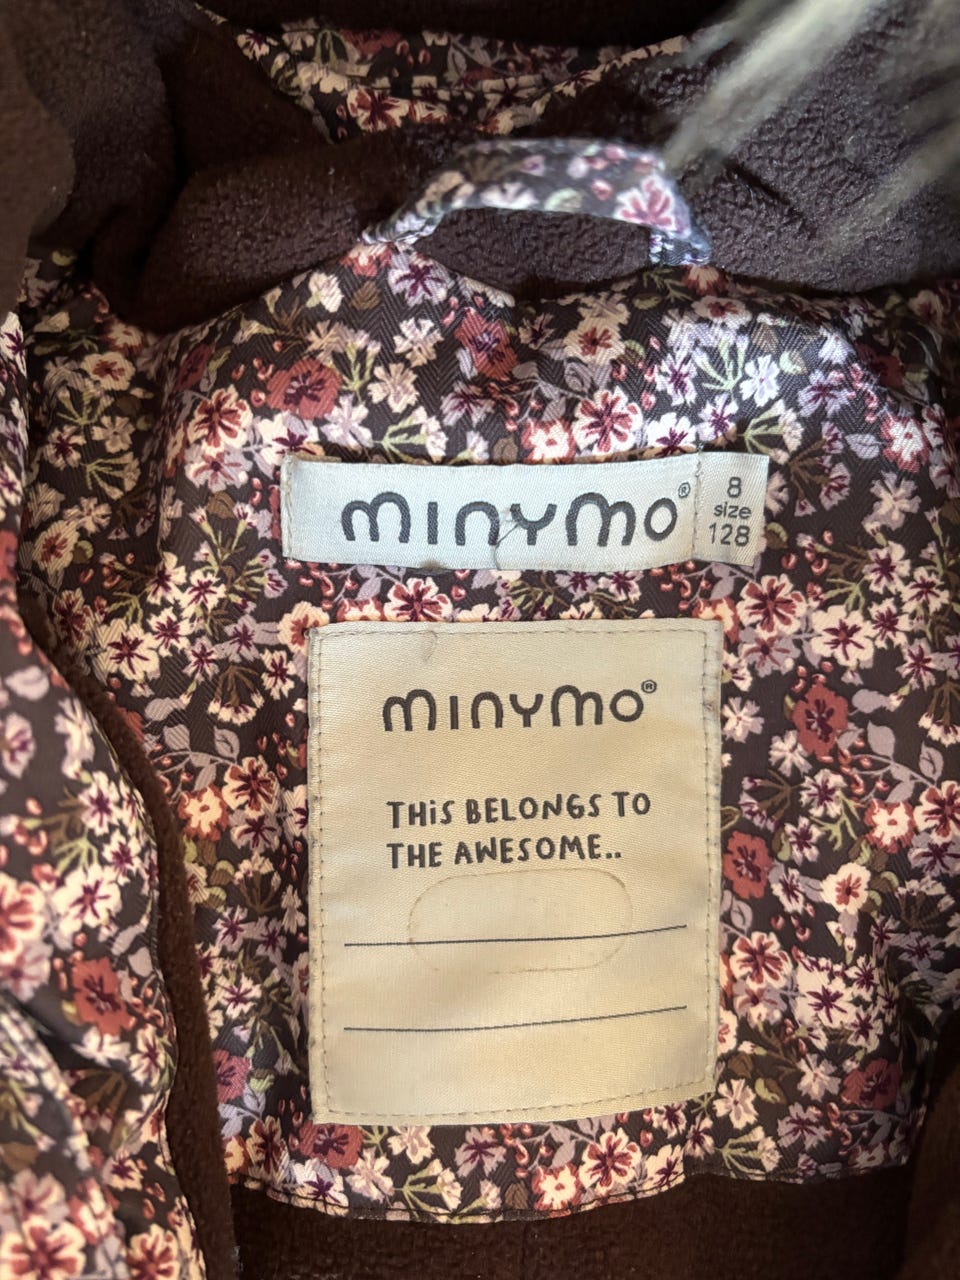 minymo®
8
size
128
minymo®
THiS BELONGS TO
THE AWESOME..